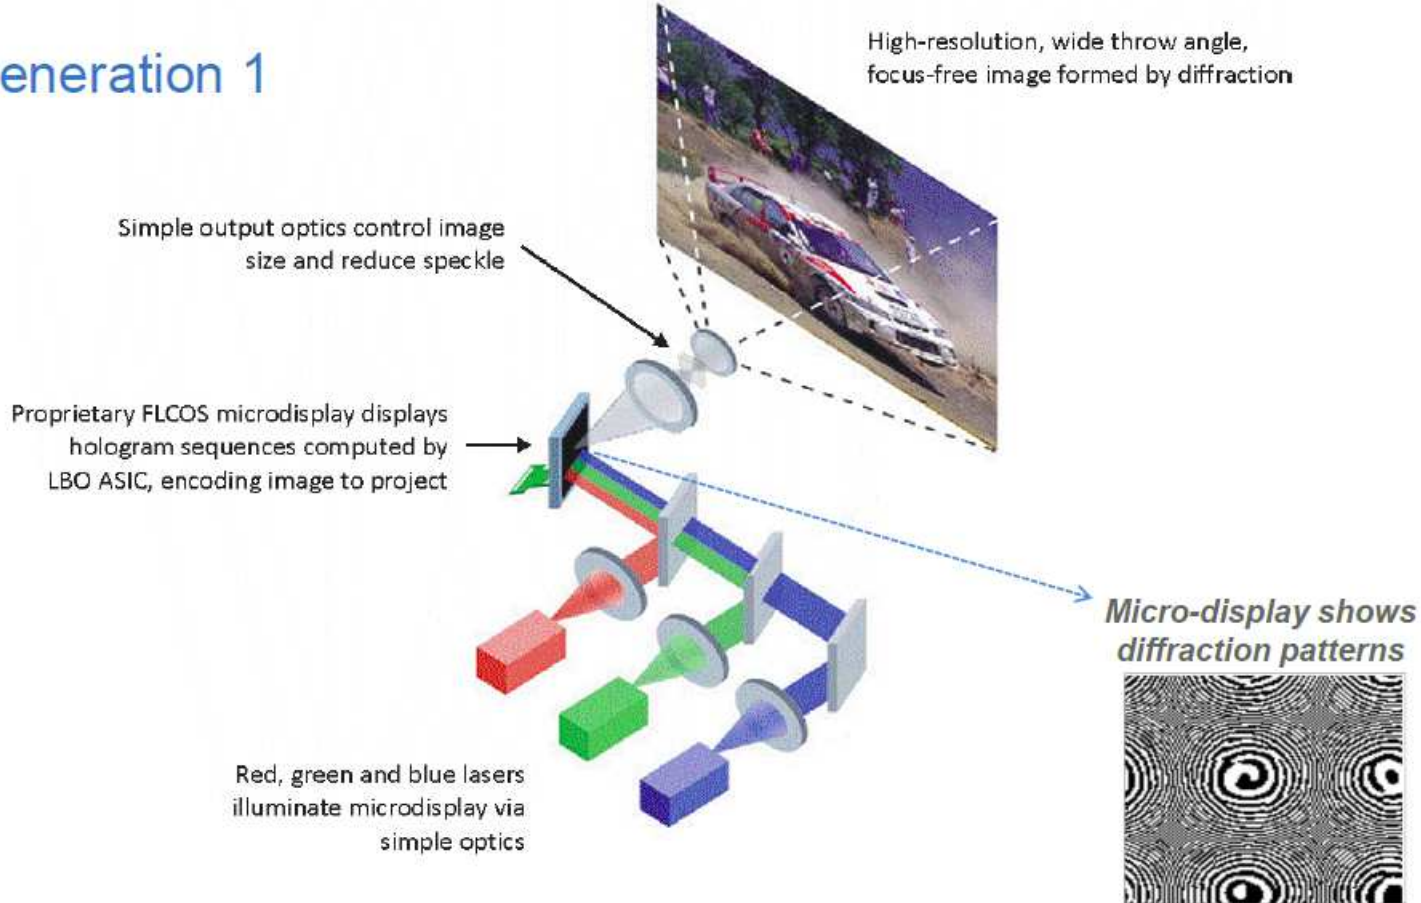 eneration 1
High-resolution, wide throw angle,
focus-free image formed by diffraction
Simple output optics control image
size and reduce speckle
Proprietary FLCOS microdisplay displays
hologram sequences computed by
LBO ASIC, encoding image to project
Micro-display shows
diffraction patterns
Red, green and blue lasers
illuminate microdisplay via
simple optics